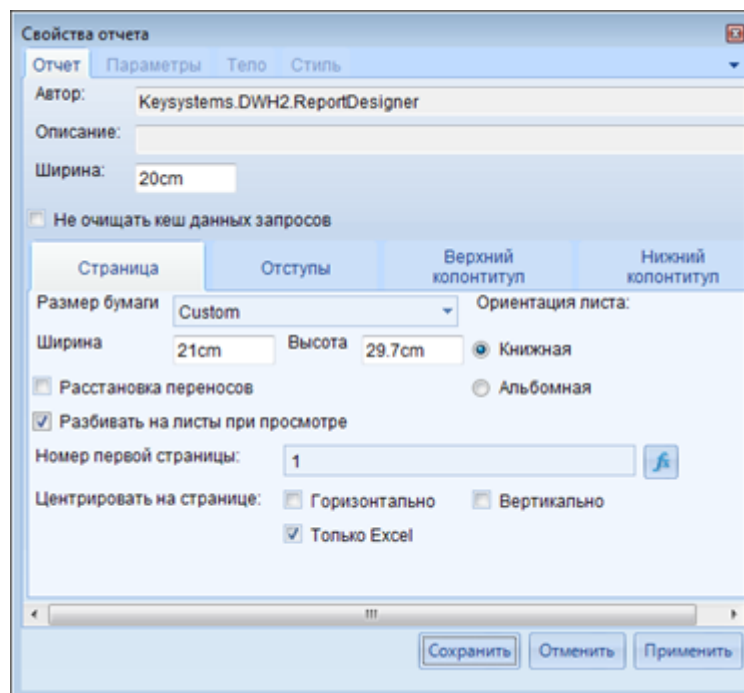 Свойства отчета
Отчет Параметры Тело Стиль
Автор: Keysystems.DWH2.ReportDesigner
Описание:
Ширина: 20cm
Не очищать кеш данных запросов
Страница Отступы Верхний колонтитул Нижний колонтитул
Размер бумаги Custom Ориентация листа:
Ширина 21cm Высота 29.7cm Книжная
Расстановка переносов Альбомная
Разбивать на листы при просмотре
Номер первой страницы: 1 fx
Центрировать на странице: Горизонтально Вертикально
Только Excel
Сохранить Отменить Применить